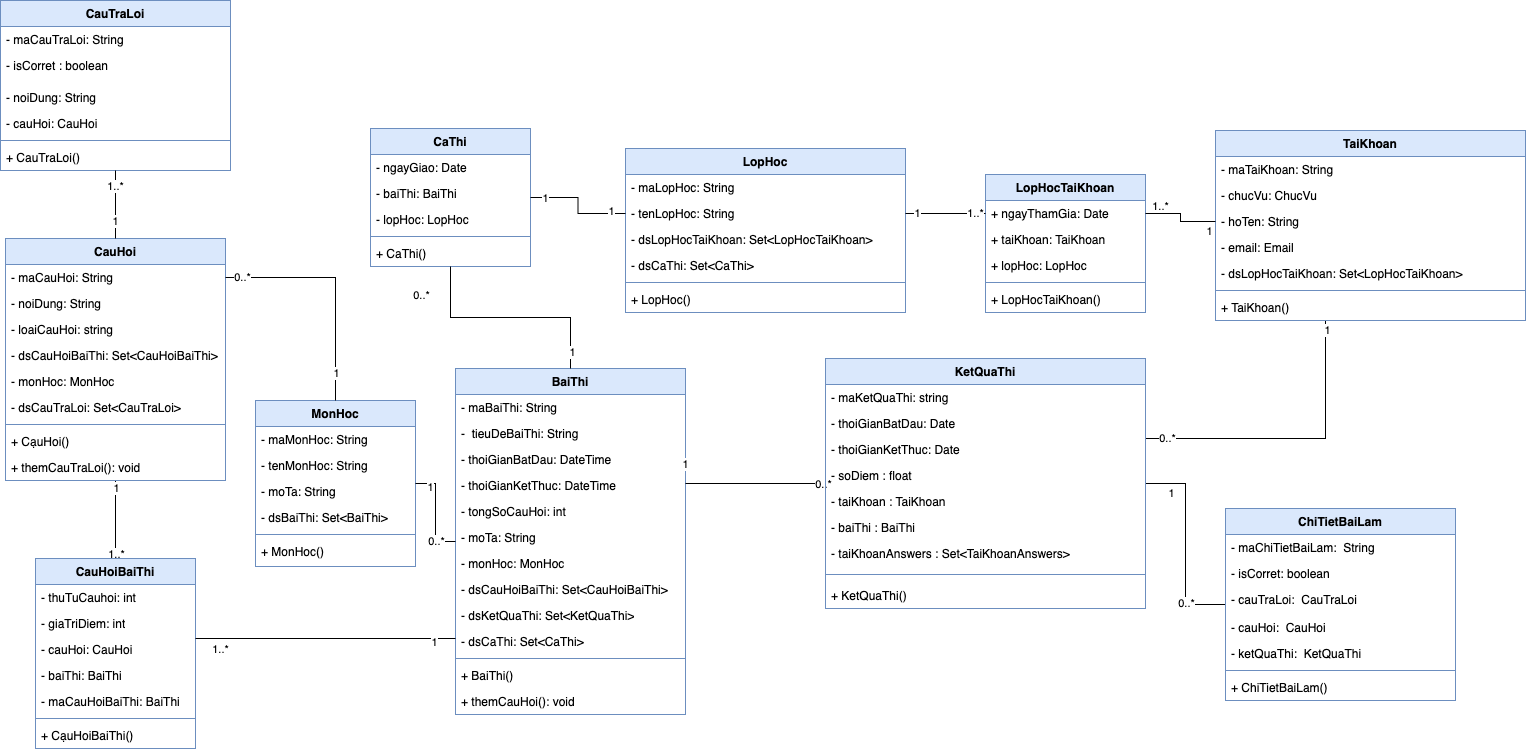 CauTraLoi
- maCauTraLoi: String
- isCorret : boolean
- noiDung: String
- cauHoi: CauHoi
+ CauTraLoi()
1..*
1
CauHoi
- maCauHoi: String
- noiDung: String
- loaiCauHoi: string
- dsCauHoiBaiThi: Set<CauHoiBaiThi>
- monHoc: MonHoc
- dsCauTraLoi: Set<CauTraLoi>
+ CạuHoi()
+ themCauTraLoi(): void
0..*
1
1
1..*
CauHoiBaiThi
- thuTuCauhoi: int
- giaTriDiem: int
- cauHoi: CauHoi
- baiThi: BaiThi
- maCauHoiBaiThi: BaiThi
+ CạuHoiBaiThi()
1..*
1
MonHoc
- maMonHoc: String
- tenMonHoc: String
- moTa: String
- dsBaiThi: Set<BaiThi>
+ MonHoc()
1
0..*
CaThi
- ngayGiao: Date
- baiThi: BaiThi
- lopHoc: LopHoc
+ CaThi()
1
1
0..*
1
BaiThi
- maBaiThi: String
- tieuDeBaiThi: String
- thoiGianBatDau: DateTime
- thoiGianKetThuc: DateTime
- tongSoCauHoi: int
- moTa: String
- monHoc: MonHoc
- dsCauHoiBaiThi: Set<CauHoiBaiThi>
- dsKetQuaThi: Set<KetQuaThi>
- dsCaThi: Set<CaThi>
+ BaiThi()
+ themCauHoi(): void
1
0..*
LopHoc
- maLopHoc: String
- tenLopHoc: String
- dsLopHocTaiKhoan: Set<LopHocTaiKhoan>
- dsCaThi: Set<CaThi>
+ LopHoc()
1
1..*
LopHocTaiKhoan
+ ngayThamGia: Date
+ taiKhoan: TaiKhoan
+ lopHoc: LopHoc
+ LopHocTaiKhoan()
1..*
1
TaiKhoan
- maTaiKhoan: String
- chucVu: ChucVu
- hoTen: String
- email: Email
- dsLopHocTaiKhoan: Set<LopHocTaiKhoan>
+ TaiKhoan()
1
0..*
KetQuaThi
- maKetQuaThi: string
- thoiGianBatDau: Date
- thoiGianKetThuc: Date
- soDiem : float
- taiKhoan : TaiKhoan
- baiThi : BaiThi
- taiKhoanAnswers : Set<TaiKhoanAnswers>
+ KetQuaThi()
1
0..*
ChiTietBaiLam
- maChiTietBaiLam: String
- isCorret: boolean
- cauTraLoi: CauTraLoi
- cauHoi: CauHoi
- ketQuaThi: KetQuaThi
+ ChiTietBaiLam()